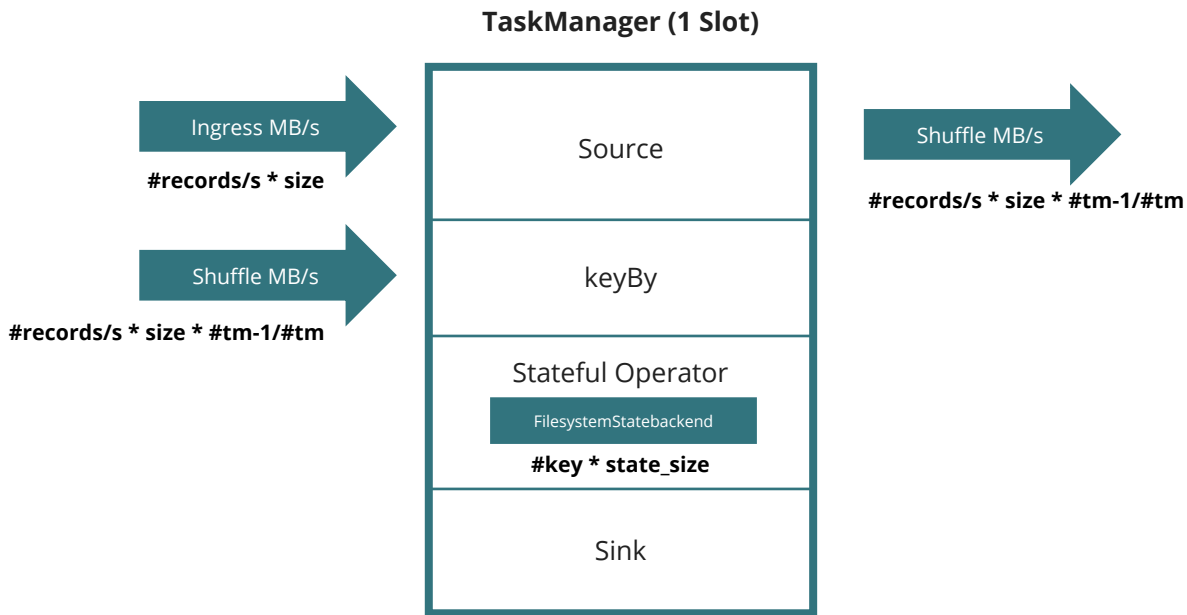 TaskManager (1 Slot)
Ingress MB/s
#records/s * size
Source
Shuffle MB/s
#records/s * size * #tm-1/#tm
Shuffle MB/s
#records/s * size * #tm-1/#tm
keyBy
Stateful Operator
FilesystemStatebackend
#key * state_size
Sink